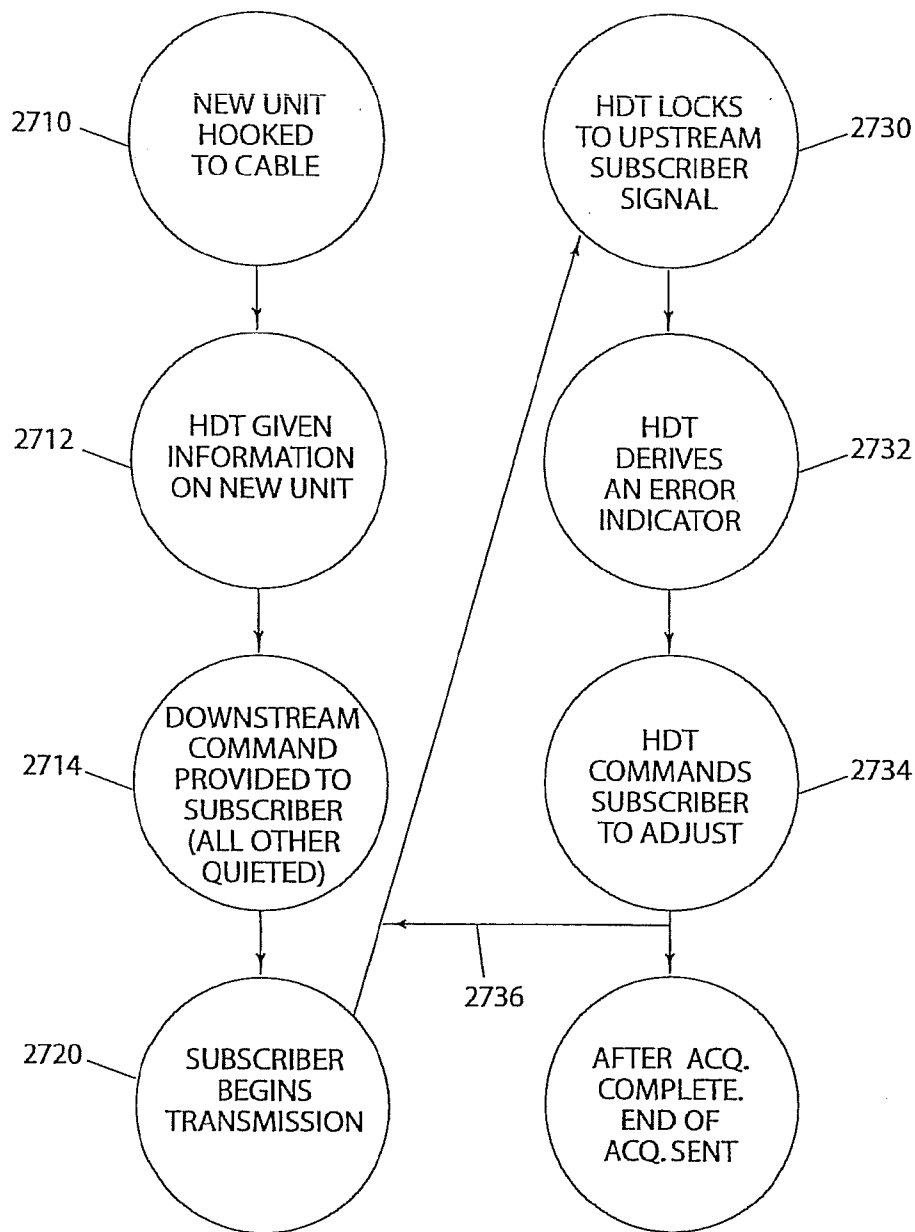 2710
NEW UNIT
HOOKED
TO CABLE
2712
HDT GIVEN
INFORMATION
ON NEW UNIT
2714
DOWNSTREAM
COMMAND
PROVIDED TO
SUBSCRIBER
(ALL OTHER
QUIETED)
2720
SUBSCRIBER
BEGINS
TRANSMISSION
HDT LOCKS
TO UPSTREAM
SUBSCRIBER
SIGNAL
2730
HDT
DERIVES
AN ERROR
INDICATOR
2732
HDT
COMMANDS
SUBSCRIBER
TO ADJUST
2734
2736
AFTER ACQ.
COMPLETE.
END OF
ACQ. SENT